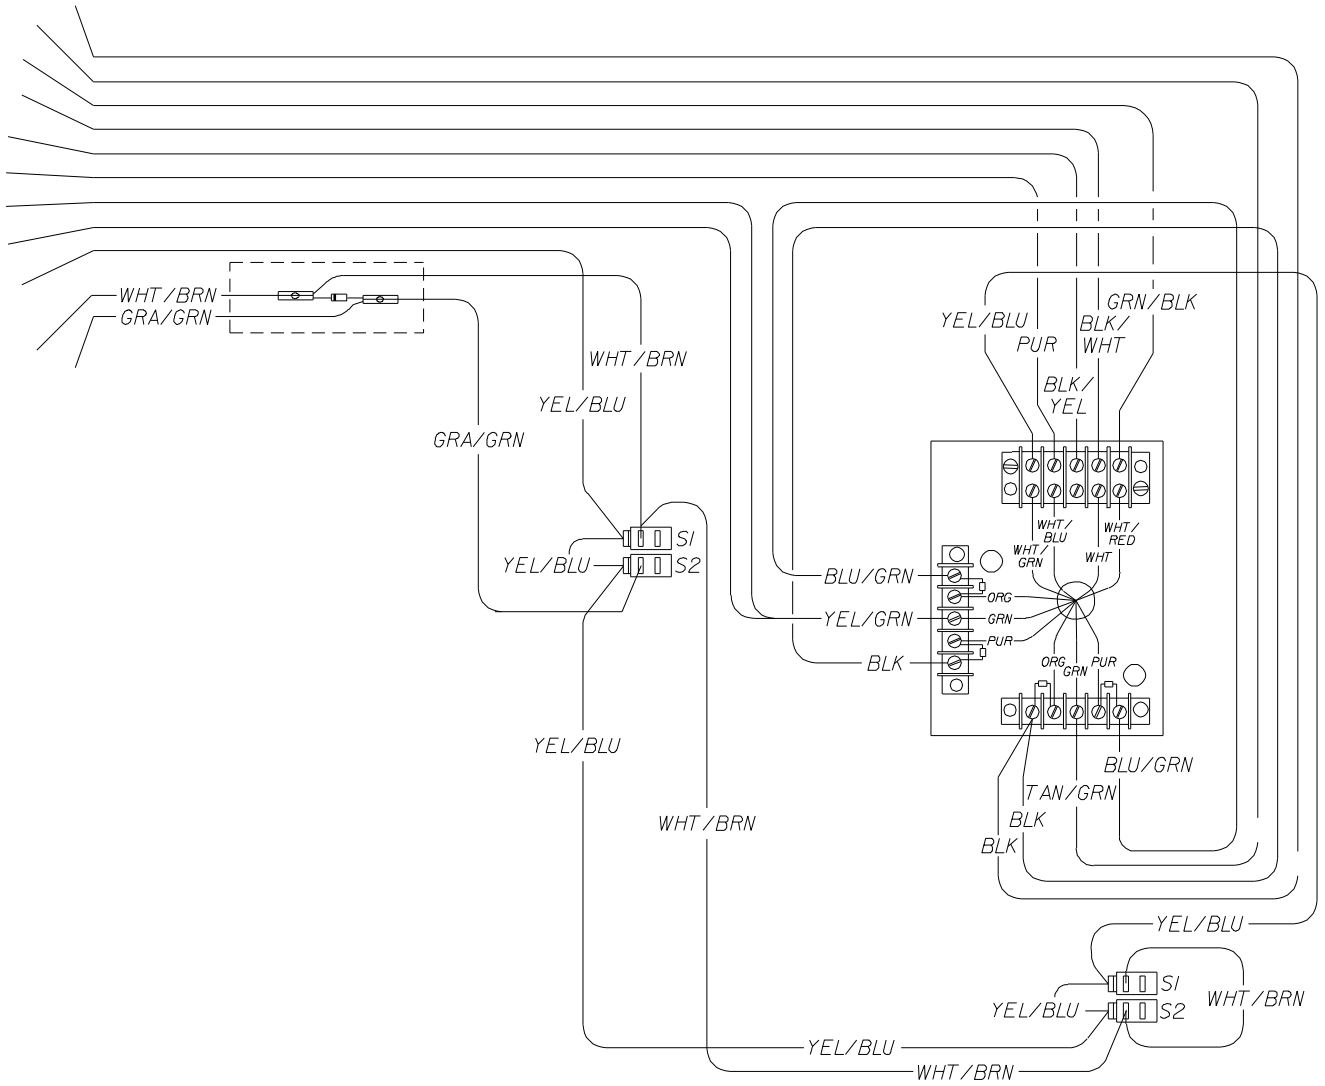 WHT/BRN
GRA/GRN
GRN/BLK
YEL/BLU
BLK/
WHT
PUR
WHT/BRN
BLK/
YEL
YEL/BLU
GRA/GRN
WHT/
BLU
WHT/
RED
S1
WHT/
GRN
WHT
YEL/BLU
S2
BLU/GRN
ORG
YEL/GRN
GRN
PUR
BLK
ORG
GRN
PUR
YEL/BLU
BLU/GRN
TAN/GRN
BLK
WHT/BRN
BLK
YEL/BLU
S1
WHT/BRN
YEL/BLU
S2
YEL/BLU
WHT/BRN